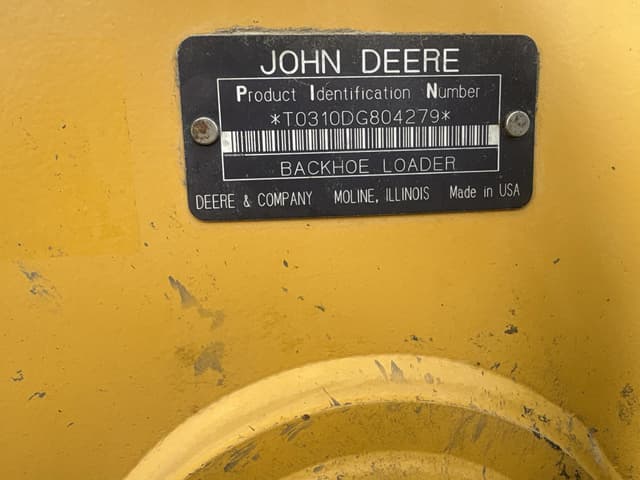 JOHN DEERE
Product Identification Number
*T0310DG804279*
BACKHOE LOADER
DEERE & COMPANY MOLINE, ILLINOIS Made in USA